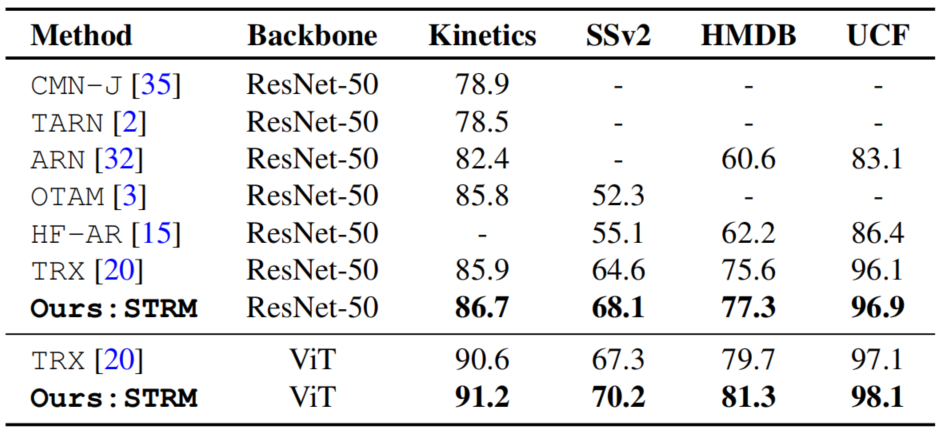 Method Backbone Kinetics SSv2 HMDB UCF
CMN-J [35] ResNet-50 78.9 - - -
TARN [2] ResNet-50 78.5 - - -
ARN [32] ResNet-50 82.4 - 60.6 83.1
OTAM [3] ResNet-50 85.8 52.3 - -
HF-AR [15] ResNet-50 - 55.1 62.2 86.4
TRX [20] ResNet-50 85.9 64.6 75.6 96.1
Ours:STRM ResNet-50 86.7 68.1 77.3 96.9
TRX [20] ViT 90.6 67.3 79.7 97.1
Ours:STRM ViT 91.2 70.2 81.3 98.1